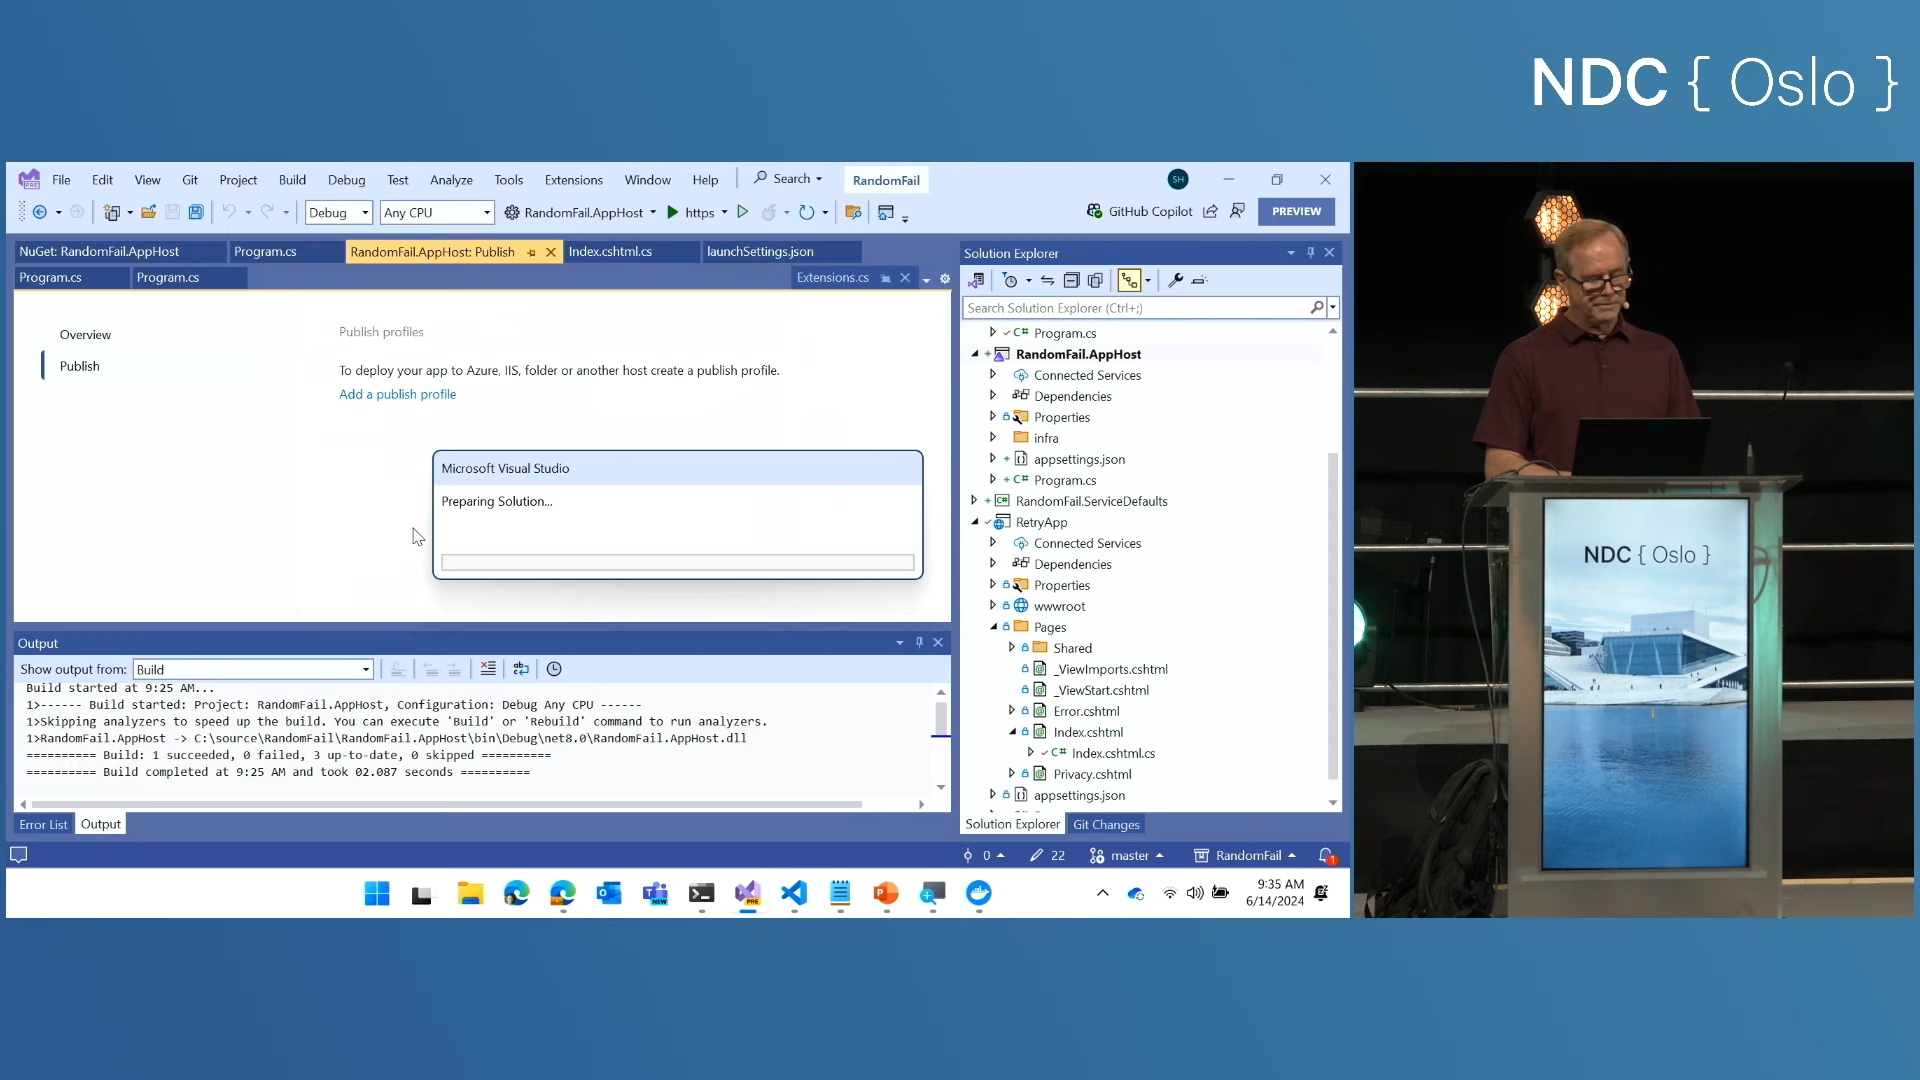 NDC { Oslo }
File Edit View Git Project Build Debug Test Analyze Tools Extensions Window Help Search RandomFail SH
Debug Any CPU RandomFail.AppHost https GitHub Copilot PREVIEW
NuGet: RandomFail.AppHost Program.cs RandomFail.AppHost: Publish Index.cshtml.cs launchSettings.json
Program.cs Program.cs Extensions.cs
Overview
Publish
Publish profiles
To deploy your app to Azure, IIS, folder or another host create a publish profile.
Add a publish profile
Microsoft Visual Studio
Preparing Solution...
Output
Show output from: Build
Build started at 9:25 AM...
1>------ Build started: Project: RandomFail.AppHost, Configuration: Debug Any CPU ------
1>Skipping analyzers to speed up the build. You can execute 'Build' or 'Rebuild' command to run analyzers.
1>RandomFail.AppHost -> C:\source\RandomFail\RandomFail.AppHost\bin\Debug\net8.0\RandomFail.AppHost.dll
========== Build: 1 succeeded, 0 failed, 3 up-to-date, 0 skipped ==========
========== Build completed at 9:25 AM and took 02.087 seconds ==========
Error List Output
Solution Explorer
Search Solution Explorer (Ctrl+;)
C# Program.cs
RandomFail.AppHost
Connected Services
Dependencies
Properties
infra
appsettings.json
C# Program.cs
C# RandomFail.ServiceDefaults
RetryApp
Connected Services
Dependencies
Properties
wwwroot
Pages
Shared
_ViewImports.cshtml
_ViewStart.cshtml
Error.cshtml
Index.cshtml
C# Index.cshtml.cs
Privacy.cshtml
appsettings.json
Solution Explorer Git Changes
0 22 master RandomFail 1
PRE
NEW
PRE
9:35 AM
6/14/2024
NDC { Oslo }